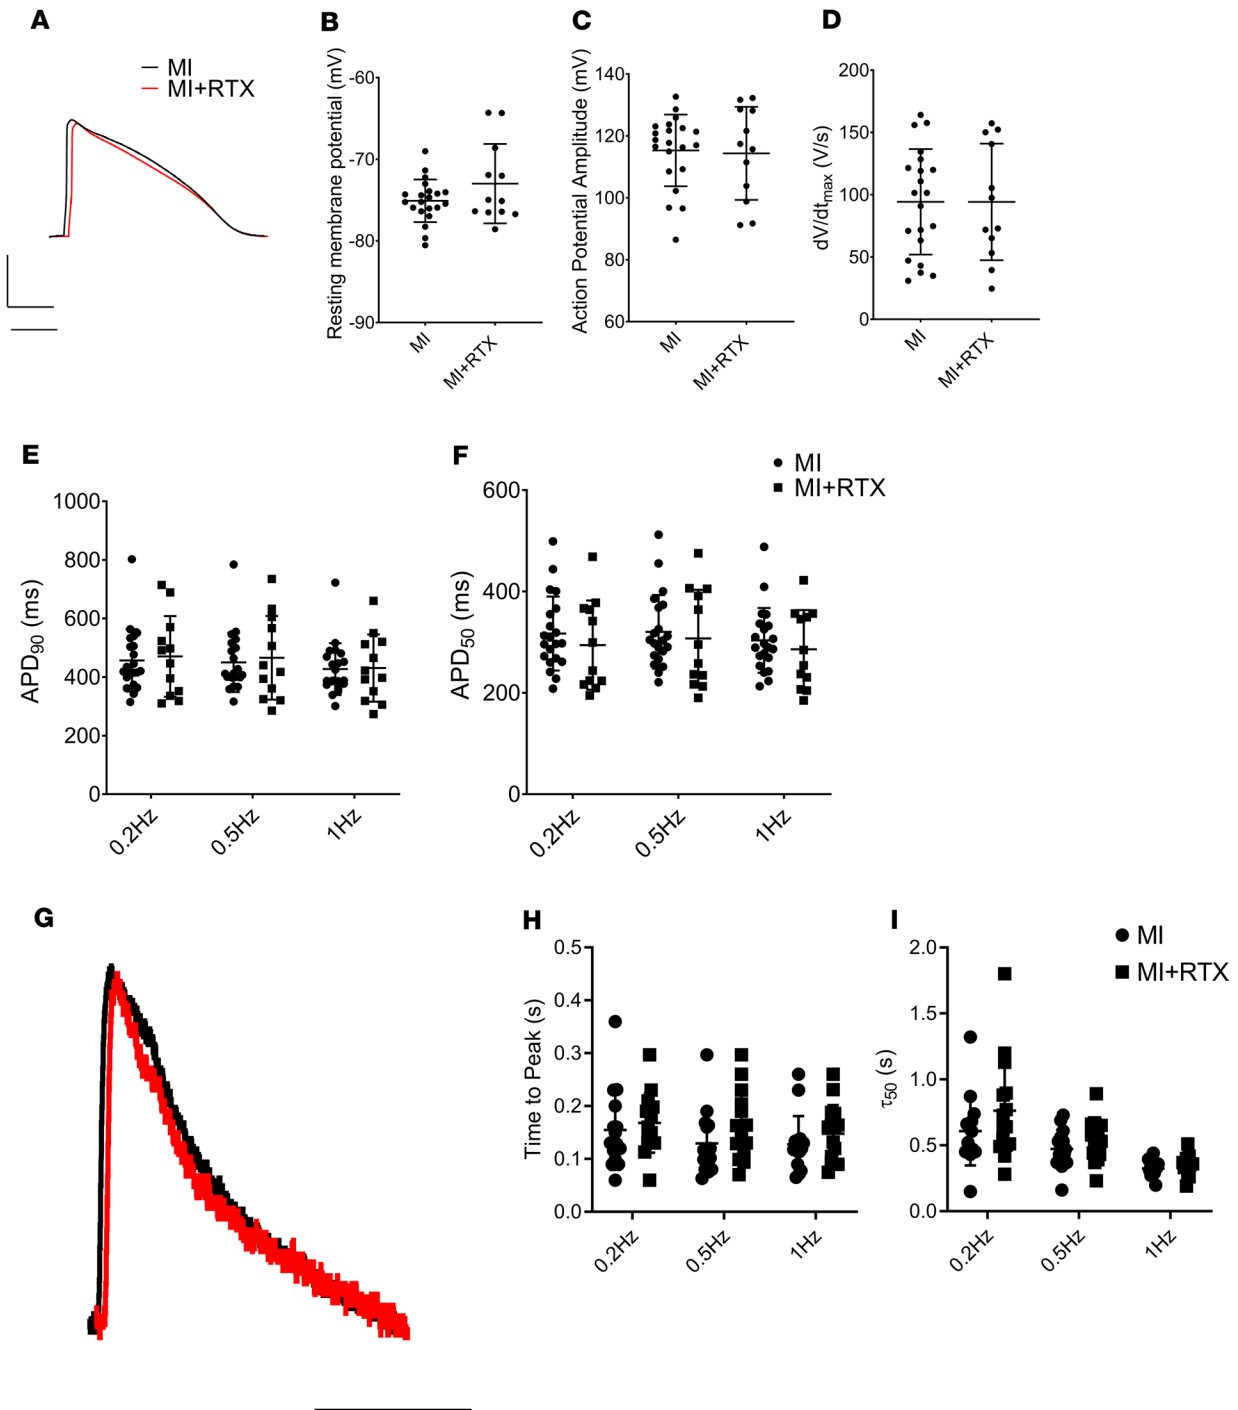 A
MI
MI+RTX
B
Resting membrane potential (mV)
-60
-70
-80
-90
MI
MI+RTX
C
Action Potential Amplitude (mV)
140
120
100
80
60
MI
MI+RTX
D
dV/dtmax (V/s)
200
150
100
50
0
MI
MI+RTX
E
APD90 (ms)
1000
800
600
400
200
0
0.2Hz
0.5Hz
1Hz
F
MI
MI+RTX
APD50 (ms)
600
400
200
0
0.2Hz
0.5Hz
1Hz
G
H
Time to Peak (s)
0.5
0.4
0.3
0.2
0.1
0.0
0.2Hz
0.5Hz
1Hz
I
MI
MI+RTX
τ50 (s)
2.0
1.5
1.0
0.5
0.0
0.2Hz
0.5Hz
1Hz